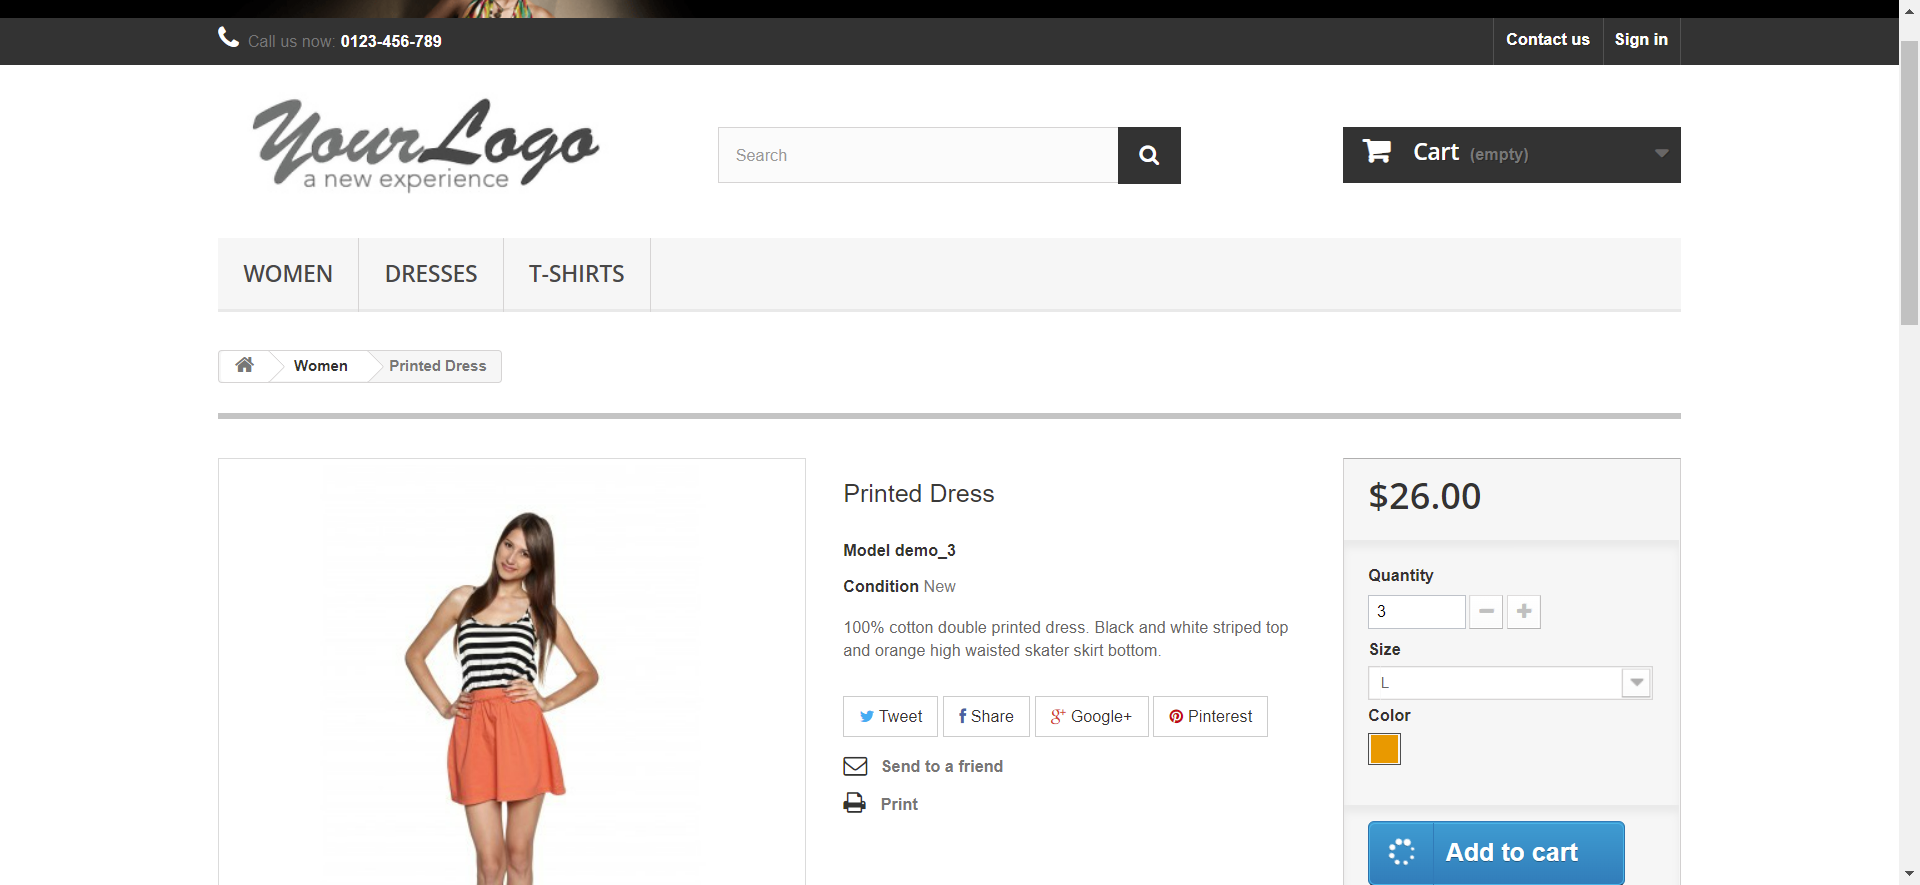 Call us now: 0123-456-789
Contact us
Sign in
YourLogo
a new experience
Search
Cart (empty)
WOMEN
DRESSES
T-SHIRTS
Women
Printed Dress
Printed Dress
Model demo_3
Condition New
100% cotton double printed dress. Black and white striped top
and orange high waisted skater skirt bottom.
Tweet
Share
Google+
Pinterest
Send to a friend
Print
$26.00
Quantity
3
Size
L
Color
Add to cart